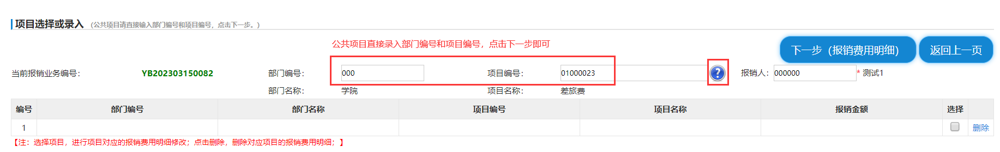 项目选择或录入 (公共项目请直接输入部门编号和项目编号，点击下一步。)
公共项目直接录入部门编号和项目编号，点击下一步即可
下一步（报销费用明细） 返回上一页
当前报销业务编号： YB202303150082 部门编号： 000 项目编号： 01000023 ? 报销人： 000000 * 测试1
部门名称： 学院 项目名称： 差旅费
编号 部门编号 部门名称 项目编号 项目名称 报销金额 选择
1 删除
【注：选择项目，进行项目对应的报销费用明细修改；点击删除，删除对应项目的报销费用明细；】